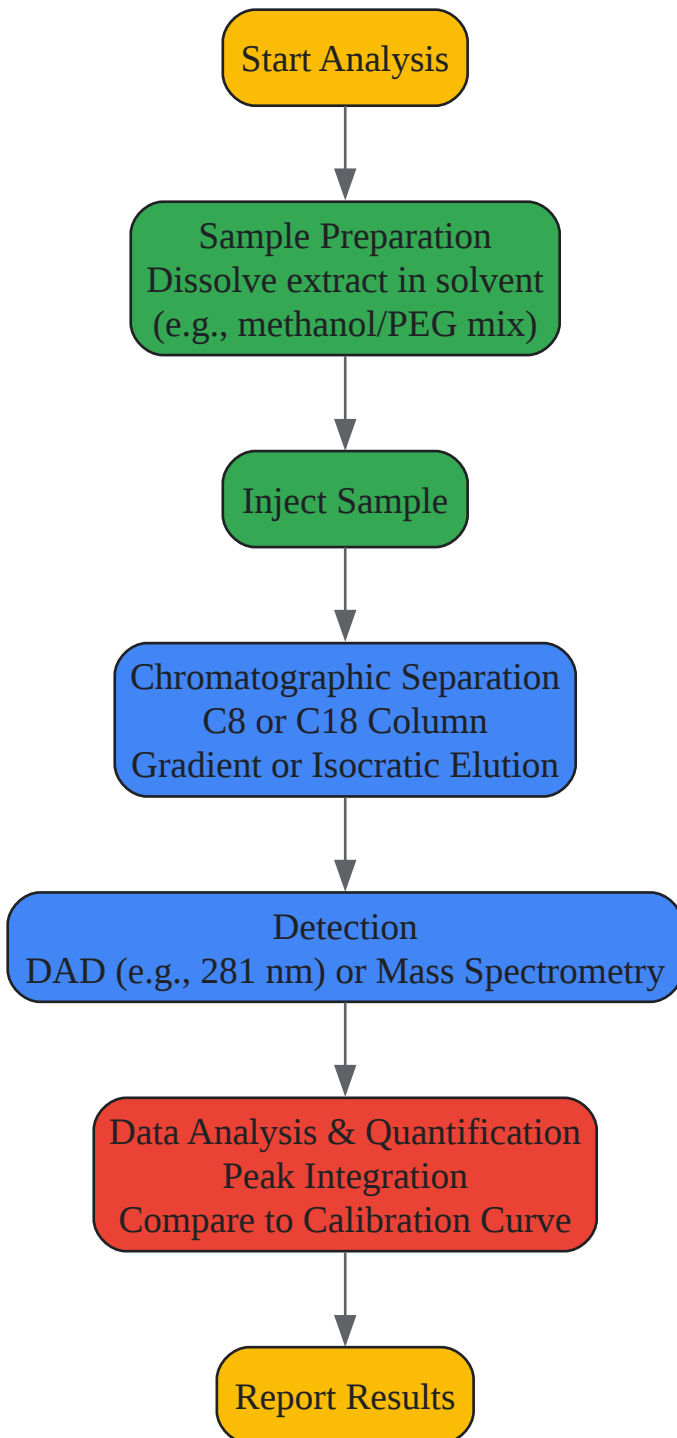 Start Analysis
Sample Preparation
Dissolve extract in solvent
(e.g., methanol/PEG mix)
Inject Sample
Chromatographic Separation
C8 or C18 Column
Gradient or Isocratic Elution
Detection
DAD (e.g., 281 nm) or Mass Spectrometry
Data Analysis & Quantification
Peak Integration
Compare to Calibration Curve
Report Results